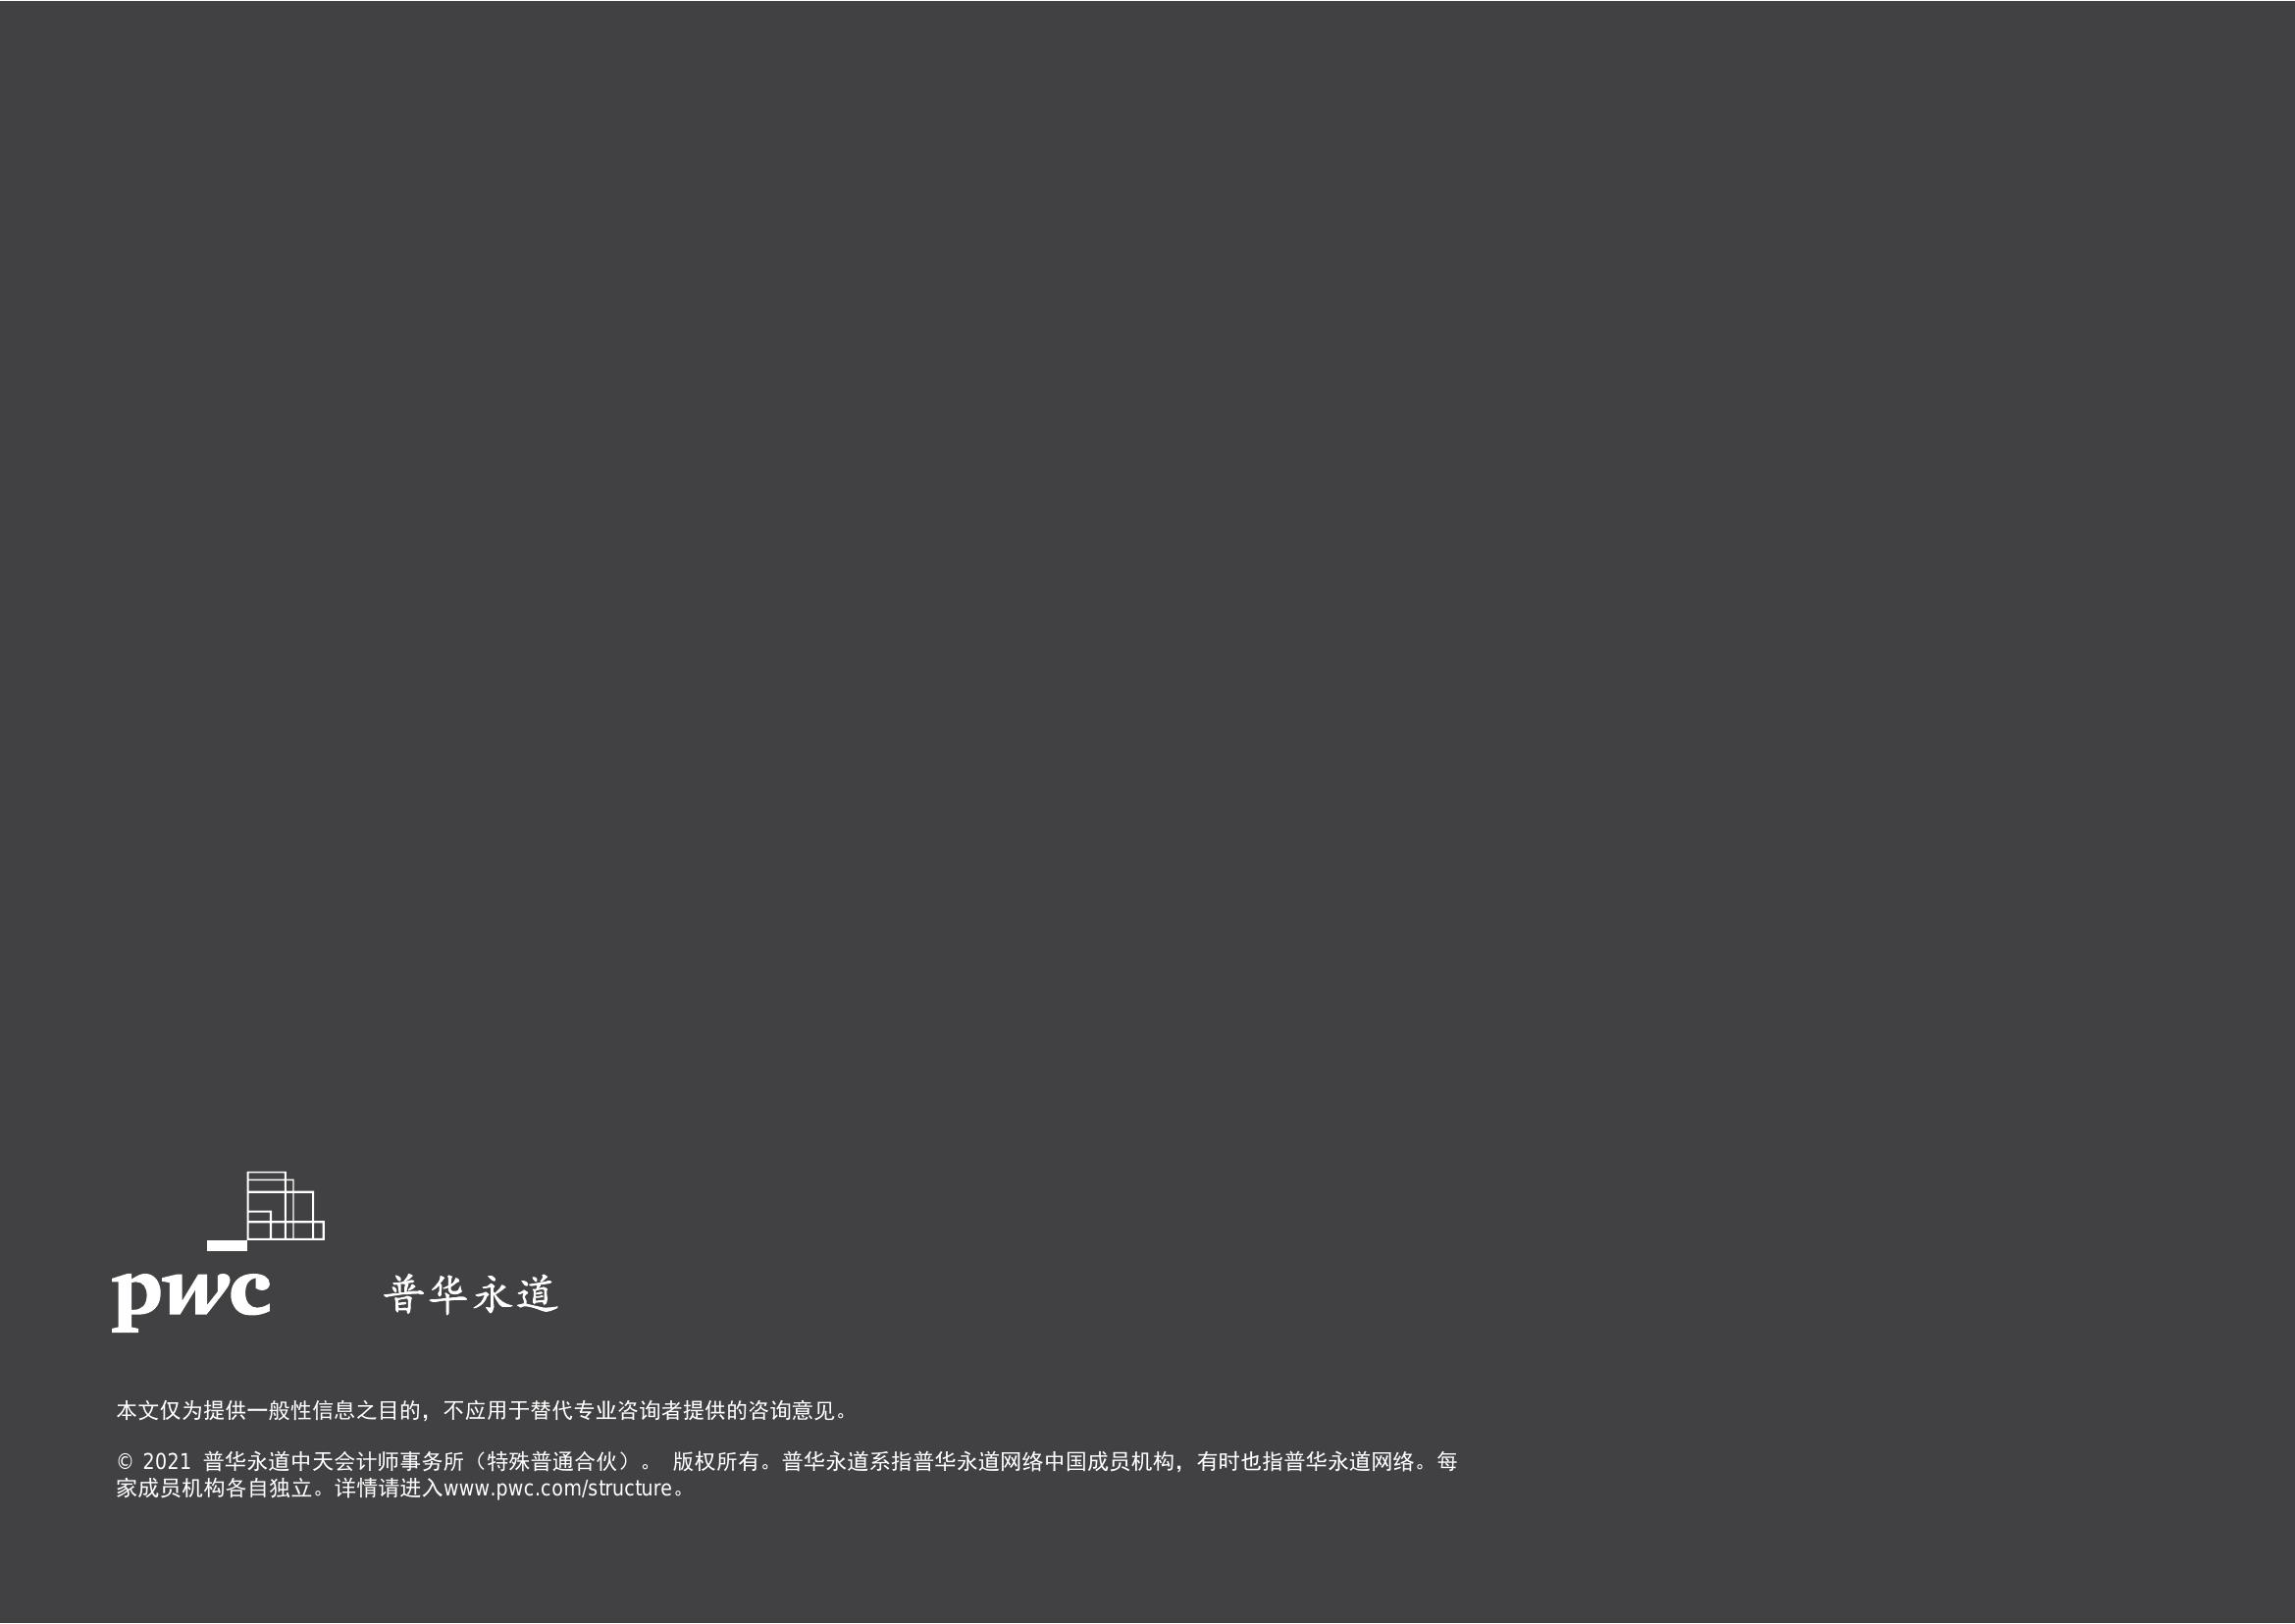 pwc
普华永道
本文仅为提供一般性信息之目的，不应用于替代专业咨询者提供的咨询意见。
© 2021 普华永道中天会计师事务所（特殊普通合伙）。 版权所有。普华永道系指普华永道网络中国成员机构，有时也指普华永道网络。每
家成员机构各自独立。详情请进入www.pwc.com/structure。